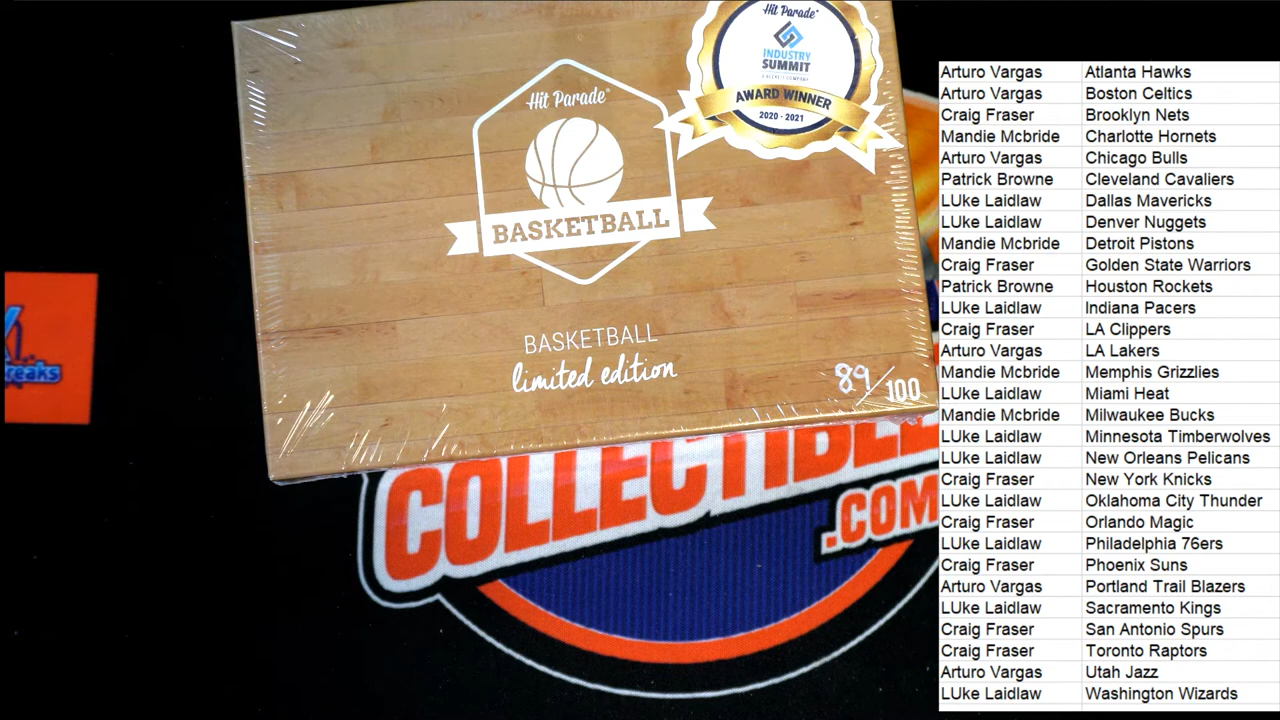 Hit Parade
INDUSTRY
SUMMIT
AWARD WINNER
2020 - 2021
Hit Parade
BASKETBALL
BASKETBALL
limited edition
89/100
reaks
COLLECTIBLE
.COM
Arturo Vargas Atlanta Hawks
Arturo Vargas Boston Celtics
Craig Fraser Brooklyn Nets
Mandie Mcbride Charlotte Hornets
Arturo Vargas Chicago Bulls
Patrick Browne Cleveland Cavaliers
LUke Laidlaw Dallas Mavericks
LUke Laidlaw Denver Nuggets
Mandie Mcbride Detroit Pistons
Craig Fraser Golden State Warriors
Patrick Browne Houston Rockets
LUke Laidlaw Indiana Pacers
Craig Fraser LA Clippers
Arturo Vargas LA Lakers
Mandie Mcbride Memphis Grizzlies
LUke Laidlaw Miami Heat
Mandie Mcbride Milwaukee Bucks
LUke Laidlaw Minnesota Timberwolves
LUke Laidlaw New Orleans Pelicans
Craig Fraser New York Knicks
LUke Laidlaw Oklahoma City Thunder
Craig Fraser Orlando Magic
LUke Laidlaw Philadelphia 76ers
Craig Fraser Phoenix Suns
Arturo Vargas Portland Trail Blazers
LUke Laidlaw Sacramento Kings
Craig Fraser San Antonio Spurs
Craig Fraser Toronto Raptors
Arturo Vargas Utah Jazz
LUke Laidlaw Washington Wizards